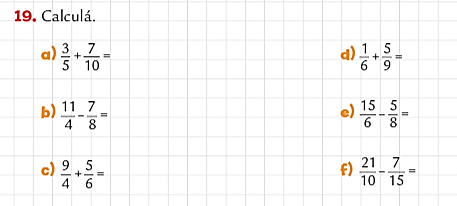 19. Calculá.
a) 3/5 + 7/10 =
d) 1/6 + 5/9 =
b) 11/4 - 7/8 =
e) 15/6 - 5/8 =
c) 9/4 + 5/6 =
f) 21/10 - 7/15 =